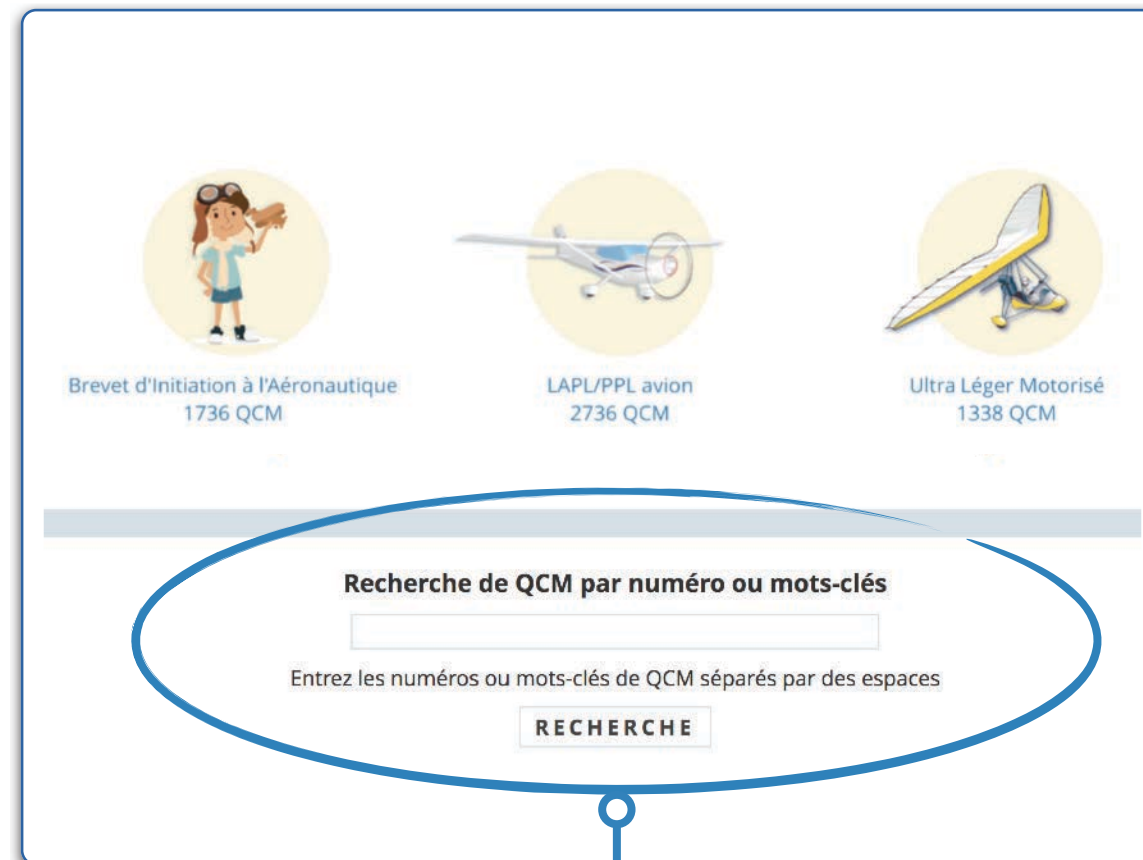 Brevet d'Initiation à l'Aéronautique
1736 QCM
LAPL/PPL avion
2736 QCM
Ultra Léger Motorisé
1338 QCM
Recherche de QCM par numéro ou mots-clés
Entrez les numéros ou mots-clés de QCM séparés par des espaces
RECHERCHE